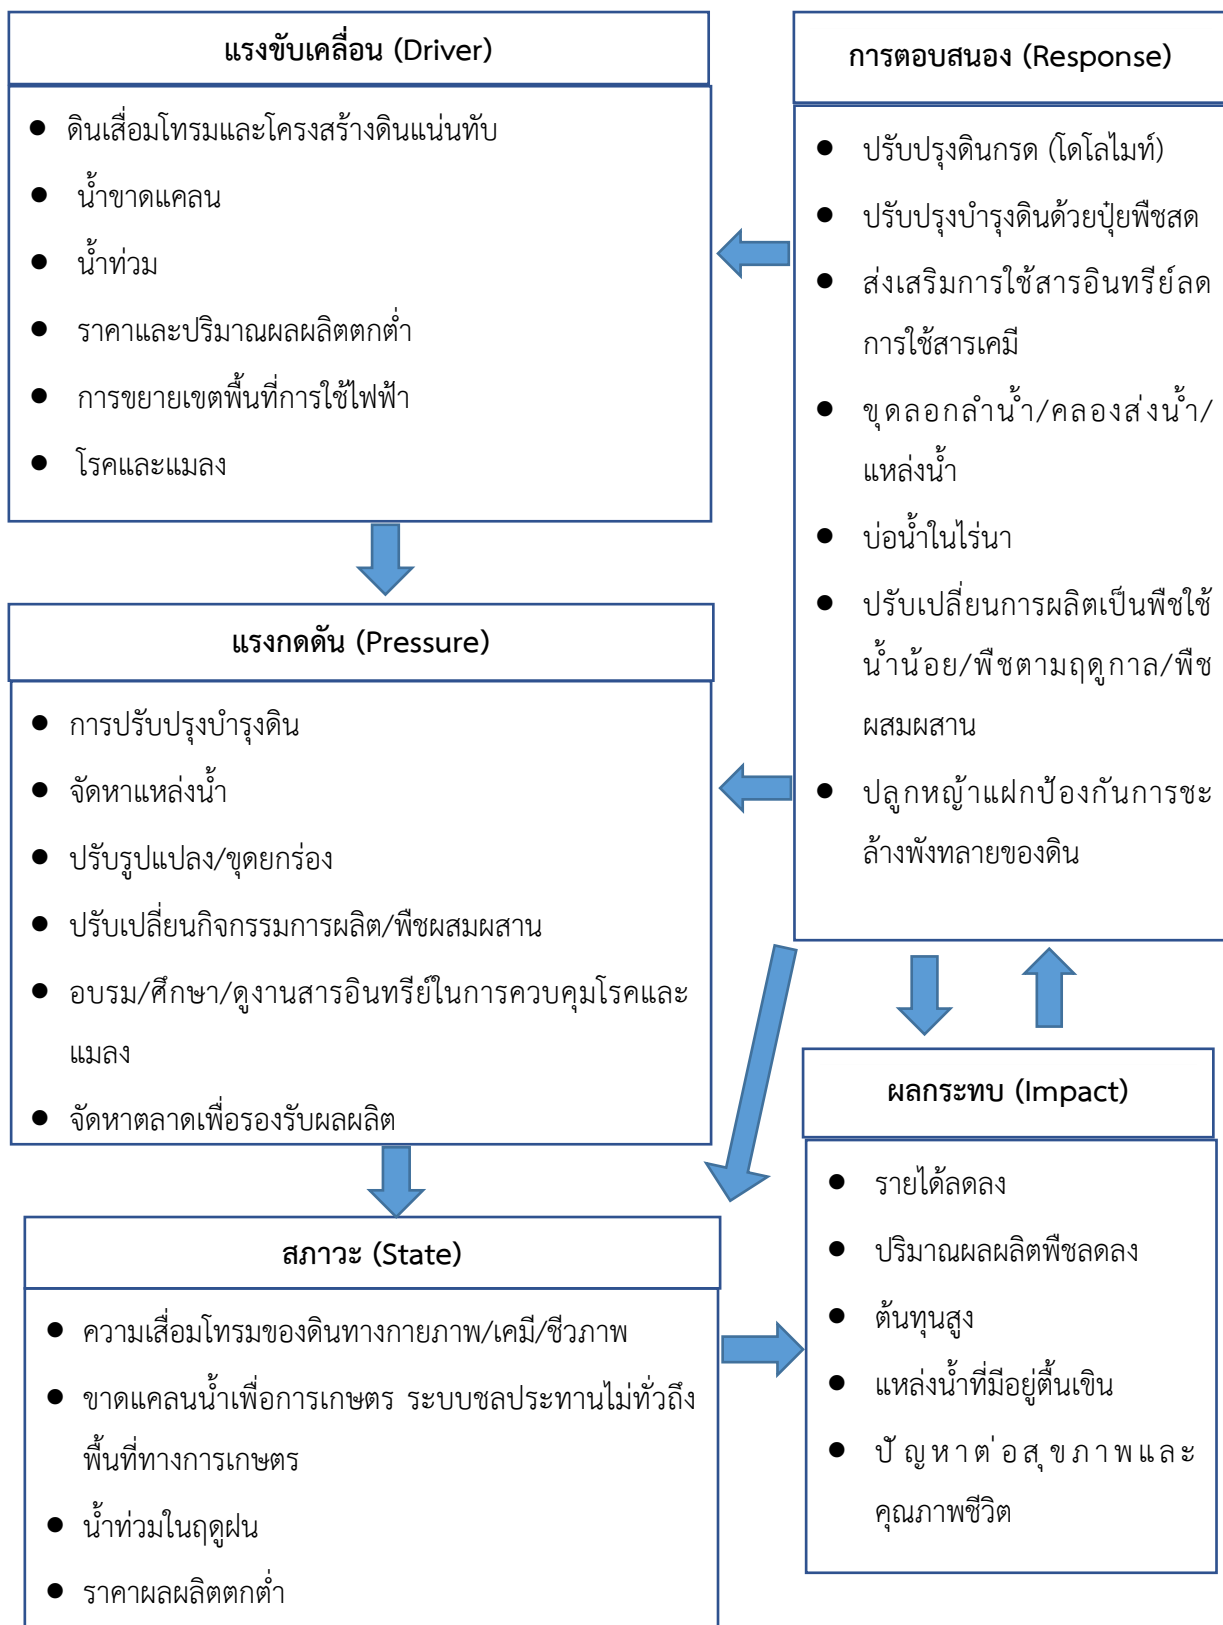 แรงขับเคลื่อน (Driver)
● ดินเสื่อมโทรมและโครงสร้างดินแน่นทับ
● น้ำขาดแคลน
● น้ำท่วม
● ราคาและปริมาณผลผลิตตกต่ำ
● การขยายเขตพื้นที่การใช้ไฟฟ้า
● โรคและแมลง
แรงกดดัน (Pressure)
● การปรับปรุงบำรุงดิน
● จัดหาแหล่งน้ำ
● ปรับรูปแปลง/ขุดยกร่อง
● ปรับเปลี่ยนกิจกรรมการผลิต/พืชผสมผสาน
● อบรม/ศึกษา/ดูงานสารอินทรีย์ในการควบคุมโรคและ
แมลง
● จัดหาตลาดเพื่อรองรับผลผลิต
สภาวะ (State)
● ความเสื่อมโทรมของดินทางกายภาพ/เคมี/ชีวภาพ
● ขาดแคลนน้ำเพื่อการเกษตร ระบบชลประทานไม่ทั่วถึง
พื้นที่ทางการเกษตร
● น้ำท่วมในฤดูฝน
● ราคาผลผลิตตกต่ำ
การตอบสนอง (Response)
● ปรับปรุงดินกรด (โดโลไมท์)
● ปรับปรุงบำรุงดินด้วยปุ๋ยพืชสด
● ส่งเสริมการใช้สารอินทรีย์ลด
การใช้สารเคมี
● ขุดลอกลำน้ำ/คลองส่งน้ำ/
แหล่งน้ำ
● บ่อน้ำในไร่นา
● ปรับเปลี่ยนการผลิตเป็นพืชใช้
น้ำน้อย/พืชตามฤดูกาล/พืช
ผสมผสาน
● ปลูกหญ้าแฝกป้องกันการชะ
ล้างพังทลายของดิน
ผลกระทบ (Impact)
● รายได้ลดลง
● ปริมาณผลผลิตพืชลดลง
● ต้นทุนสูง
● แหล่งน้ำที่มีอยู่ตื้นเขิน
● ปัญหาต่อสุขภาพและ
คุณภาพชีวิต